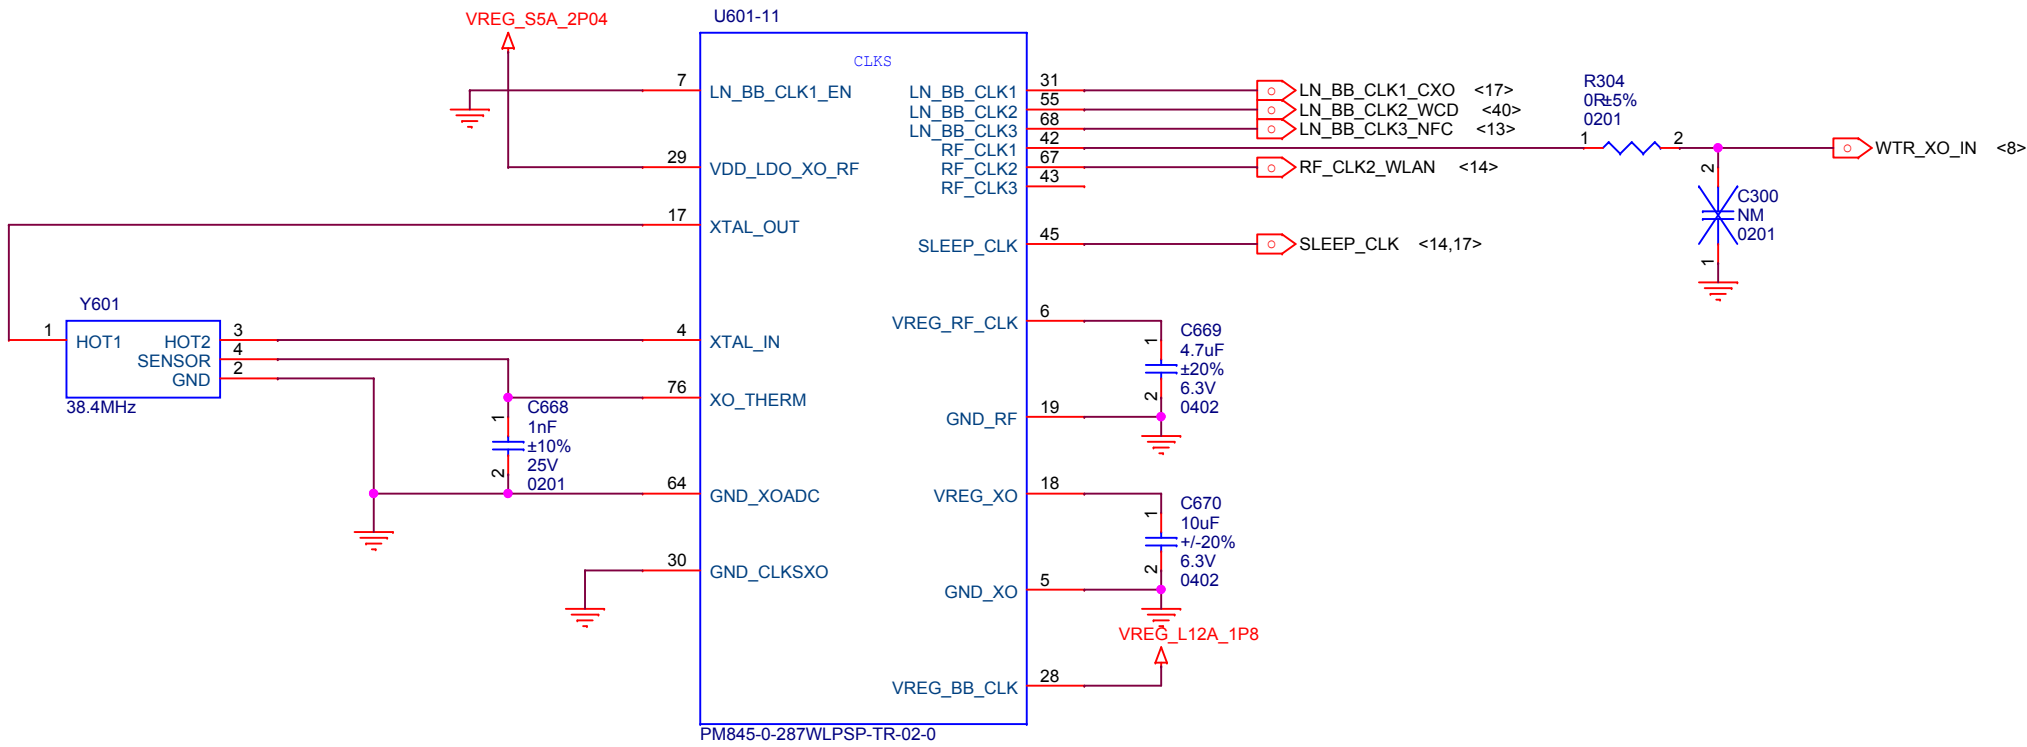 VREG_S5A_2P04
U601-11
CLKS
7 LN_BB_CLK1_EN
29 VDD_LDO_XO_RF
17 XTAL_OUT
4 XTAL_IN
76 XO_THERM
64 GND_XOADC
30 GND_CLKSXO
LN_BB_CLK1 31
LN_BB_CLK2 55
LN_BB_CLK3 68
RF_CLK1 42
RF_CLK2 67
RF_CLK3 43
SLEEP_CLK 45
VREG_RF_CLK 6
GND_RF 19
VREG_XO 18
GND_XO 5
VREG_BB_CLK 28
PM845-0-287WLPSP-TR-02-0
Y601
1 HOT1
HOT2 3
SENSOR 4
GND 2
38.4MHz
1
C668
1nF
±10%
25V
2
0201
LN_BB_CLK1_CXO <17>
LN_BB_CLK2_WCD <40>
LN_BB_CLK3_NFC <13>
RF_CLK2_WLAN <14>
SLEEP_CLK <14,17>
R304
0R±5%
0201
1 2
WTR_XO_IN <8>
2
C300
NM
0201
1
1
C669
4.7uF
±20%
6.3V
2
0402
1
C670
10uF
+/-20%
6.3V
2
0402
VREG_L12A_1P8